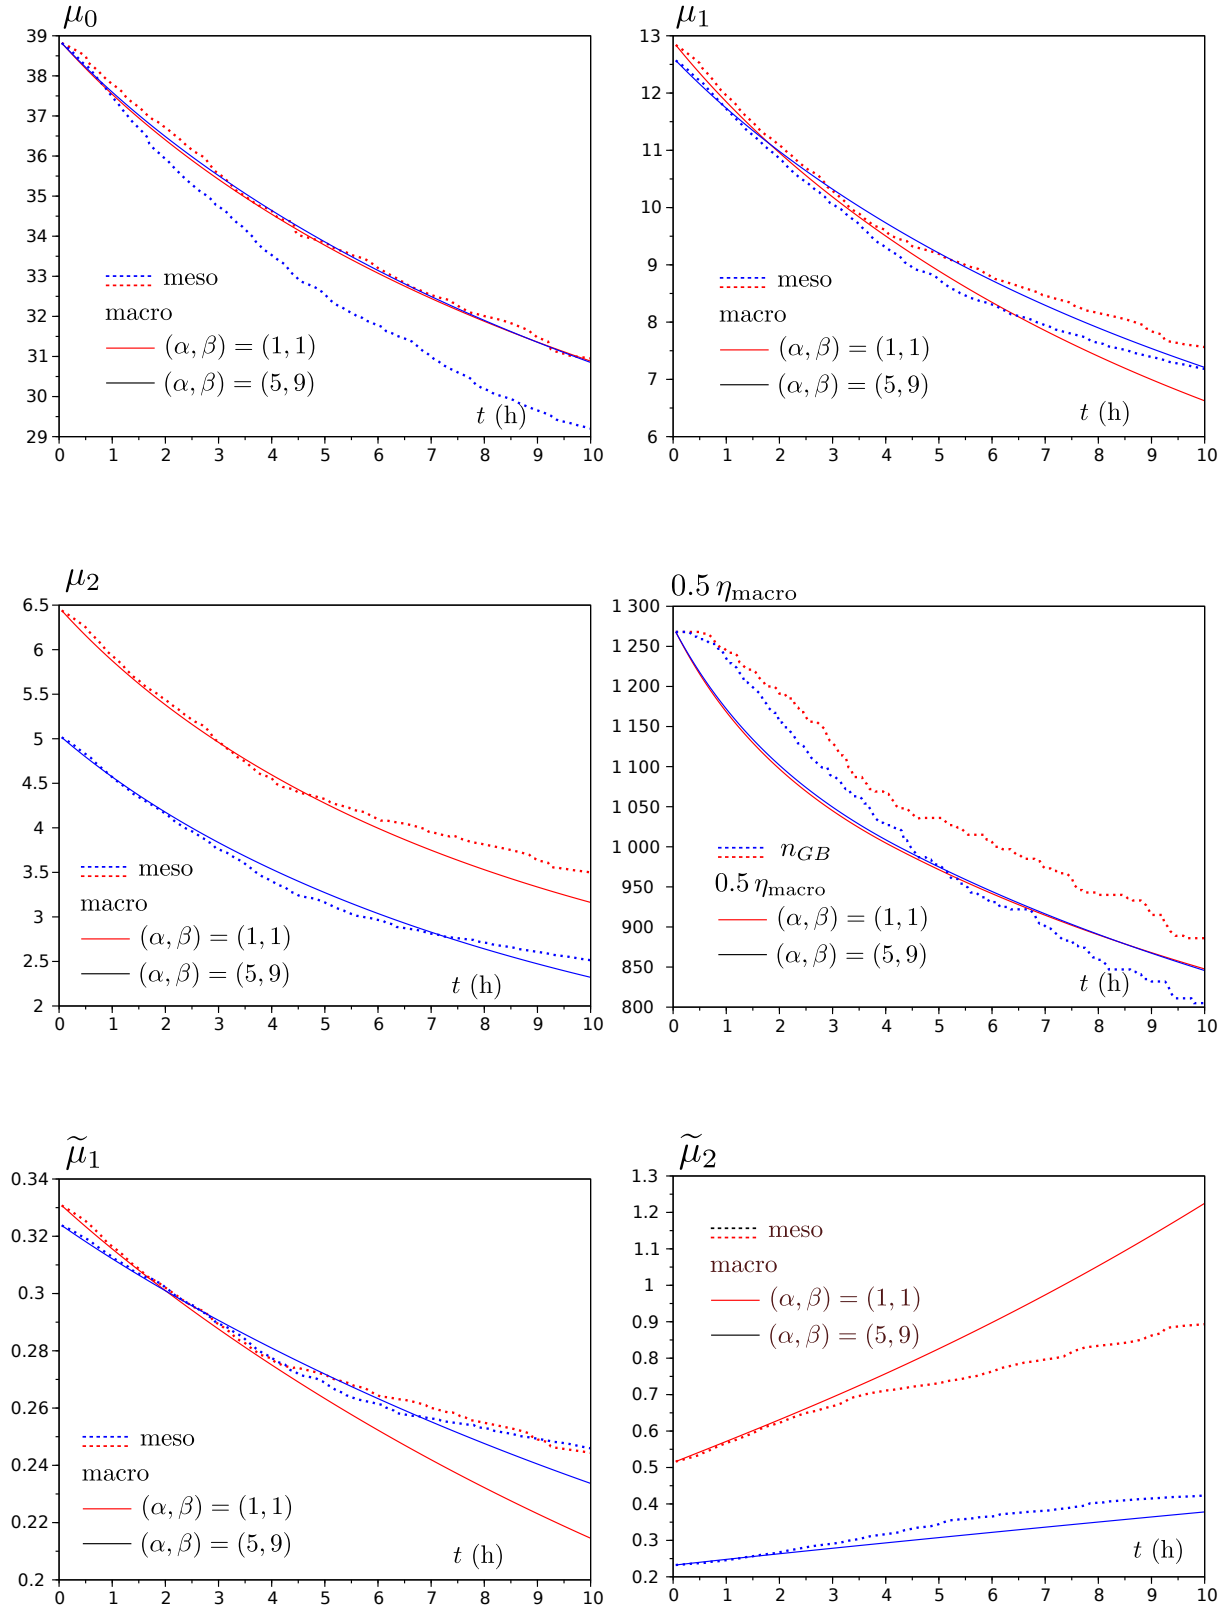 μ₀
39
38
37
36
35
34
33
32
31
30
29
meso
macro
(α, β) = (1, 1)
(α, β) = (5, 9)
t (h)
0 1 2 3 4 5 6 7 8 9 10
μ₁
13
12
11
10
9
8
7
6
meso
macro
(α, β) = (1, 1)
(α, β) = (5, 9)
t (h)
0 1 2 3 4 5 6 7 8 9 10
μ₂
6.5
6
5.5
5
4.5
4
3.5
3
2.5
2
meso
macro
(α, β) = (1, 1)
(α, β) = (5, 9)
t (h)
0 1 2 3 4 5 6 7 8 9 10
0.5 η_macro
1 300
1 250
1 200
1 150
1 100
1 050
1 000
950
900
850
800
n_GB
0.5 η_macro
(α, β) = (1, 1)
(α, β) = (5, 9)
t (h)
0 1 2 3 4 5 6 7 8 9 10
μ̃₁
0.34
0.32
0.3
0.28
0.26
0.24
0.22
0.2
meso
macro
(α, β) = (1, 1)
(α, β) = (5, 9)
t (h)
0 1 2 3 4 5 6 7 8 9 10
μ̃₂
1.3
1.2
1.1
1
0.9
0.8
0.7
0.6
0.5
0.4
0.3
0.2
meso
macro
(α, β) = (1, 1)
(α, β) = (5, 9)
t (h)
0 1 2 3 4 5 6 7 8 9 10